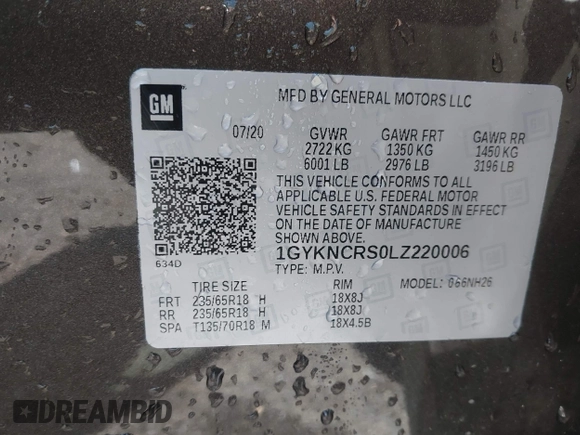 GM
MFD BY GENERAL MOTORS LLC
07/20 GVWR GAWR FRT GAWR RR
2722 KG 1350 KG 1450 KG
6001 LB 2976 LB 3196 LB
THIS VEHICLE CONFORMS TO ALL
APPLICABLE U.S. FEDERAL MOTOR
VEHICLE SAFETY STANDARDS IN EFFECT
ON THE DATE OF MANUFACTURE
SHOWN ABOVE.
634D
1GYKNCRS0LZ220006
TYPE: M.P.V. MODEL:
TIRE SIZE RIM
FRT 235/65R18 H 18X8J
RR 235/65R18 H 18X8J
SPA T135/70R18 M 18X4.5B
DREAMBID